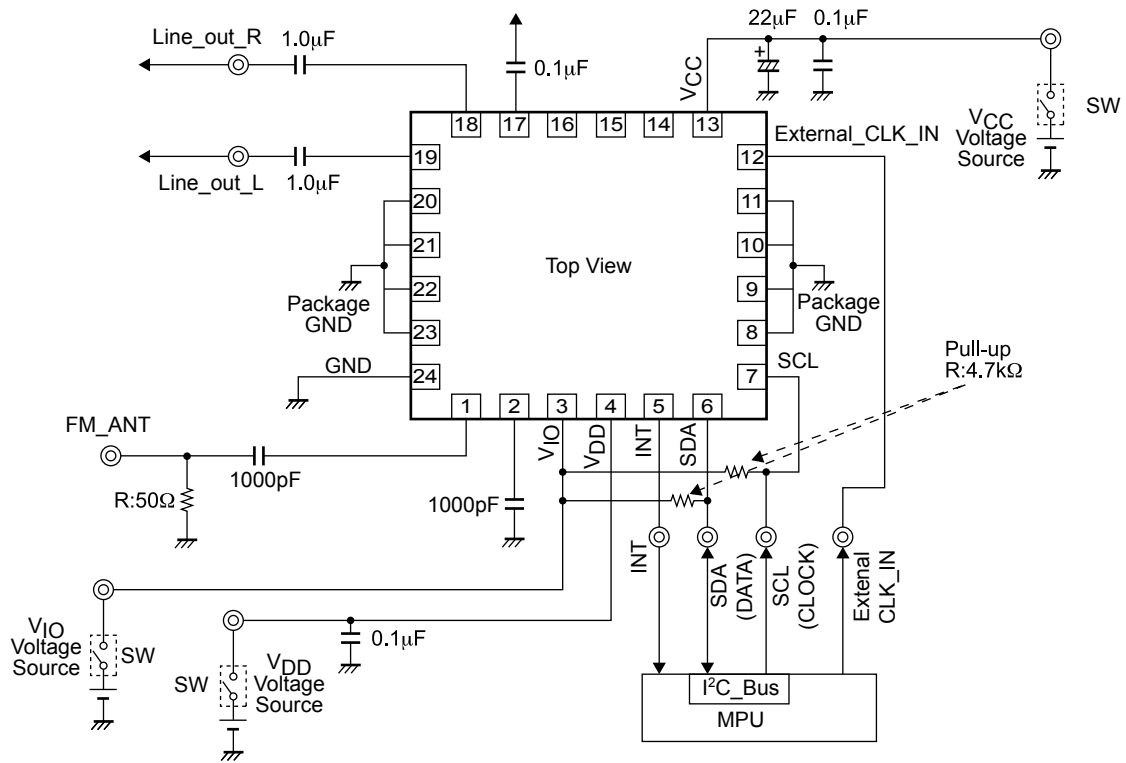 Line_out_R
1.0μF
0.1μF
22μF
0.1μF
+
VCC
SW
VCC
Voltage
Source
18
17
16
15
14
13
External_CLK_IN
19
12
Line_out_L
1.0μF
20
11
21
10
Top View
22
9
Package
GND
Package
GND
23
8
GND
SCL
24
7
Pull-up
R:4.7kΩ
1
2
3
4
5
6
FM_ANT
VIO
VDD
INT
SDA
1000pF
R:50Ω
1000pF
INT
SDA
(DATA)
SCL
(CLOCK)
Extenal
CLK_IN
VIO
Voltage
Source
SW
0.1μF
SW
VDD
Voltage
Source
I²C_Bus
MPU